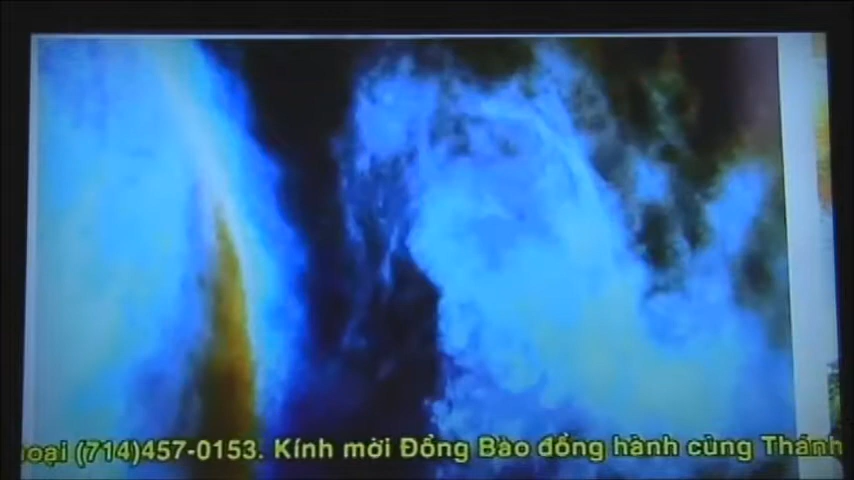 oại (714)457-0153. Kính mời Đồng Bào đồng hành cùng Thánh